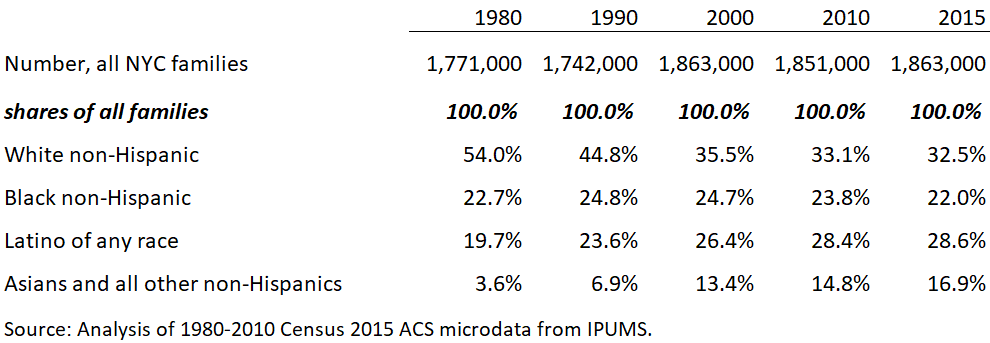 1980 1990 2000 2010 2015
Number, all NYC families 1,771,000 1,742,000 1,863,000 1,851,000 1,863,000
shares of all families 100.0% 100.0% 100.0% 100.0% 100.0%
White non-Hispanic 54.0% 44.8% 35.5% 33.1% 32.5%
Black non-Hispanic 22.7% 24.8% 24.7% 23.8% 22.0%
Latino of any race 19.7% 23.6% 26.4% 28.4% 28.6%
Asians and all other non-Hispanics 3.6% 6.9% 13.4% 14.8% 16.9%
Source: Analysis of 1980-2010 Census 2015 ACS microdata from IPUMS.